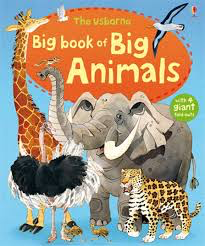 The Usborne
Big book of Big
Animals
with 4
giant
fold-outs